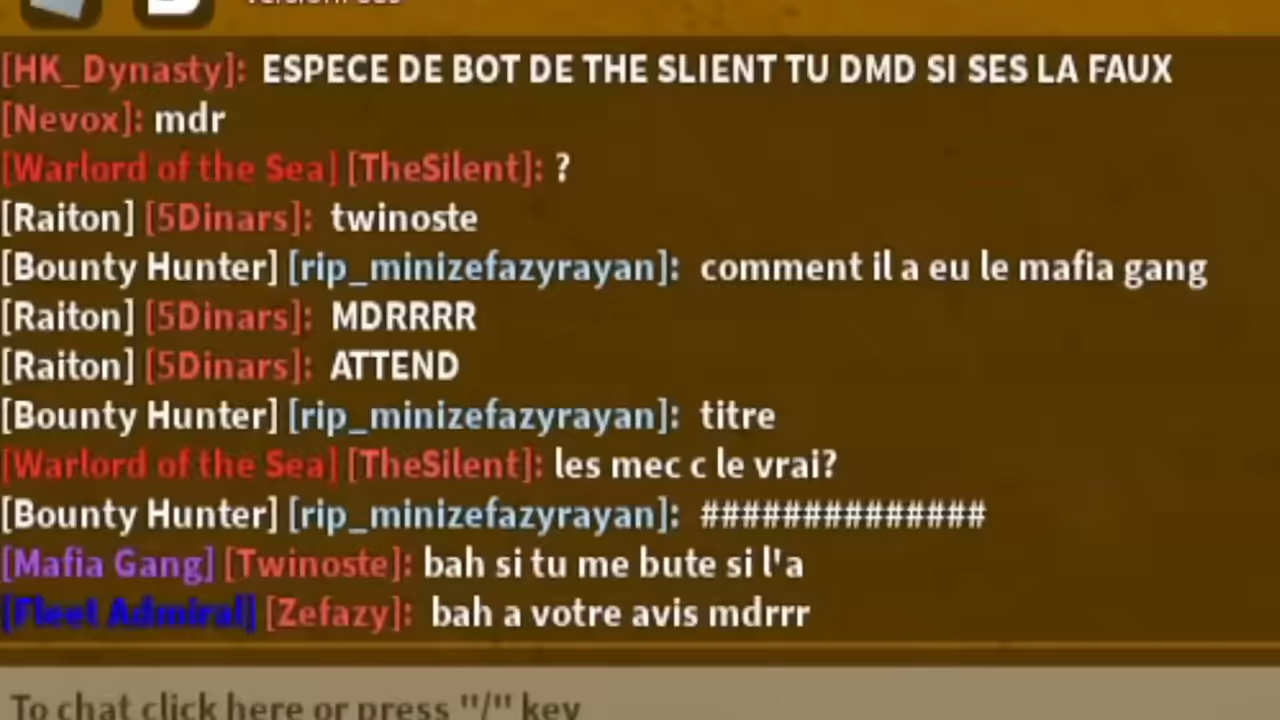 [HK_Dynasty]: ESPECE DE BOT DE THE SLIENT TU DMD SI SES LA FAUX
[Nevox]: mdr
[Warlord of the Sea] [TheSilent]: ?
[Raiton] [5Dinars]: twinoste
[Bounty Hunter] [rip_minizefazyrayan]: comment il a eu le mafia gang
[Raiton] [5Dinars]: MDRRRR
[Raiton] [5Dinars]: ATTEND
[Bounty Hunter] [rip_minizefazyrayan]: titre
[Warlord of the Sea] [TheSilent]: les mec c le vrai?
[Bounty Hunter] [rip_minizefazyrayan]: ##############
[Mafia Gang] [Twinoste]: bah si tu me bute si l'a
[Fleet Admiral] [Zefazy]: bah a votre avis mdrrr
To chat click here or press "/" key